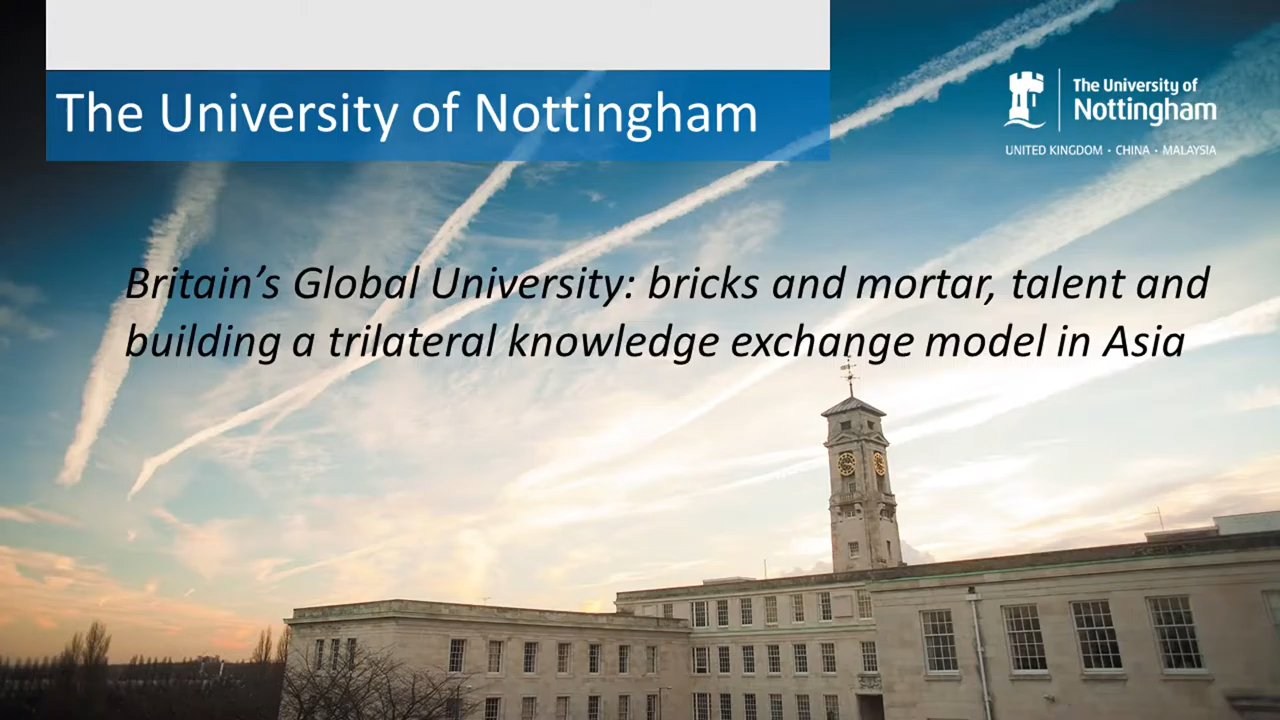 The University of Nottingham
The University of
Nottingham
UNITED KINGDOM · CHINA · MALAYSIA
Britain’s Global University: bricks and mortar, talent and
building a trilateral knowledge exchange model in Asia